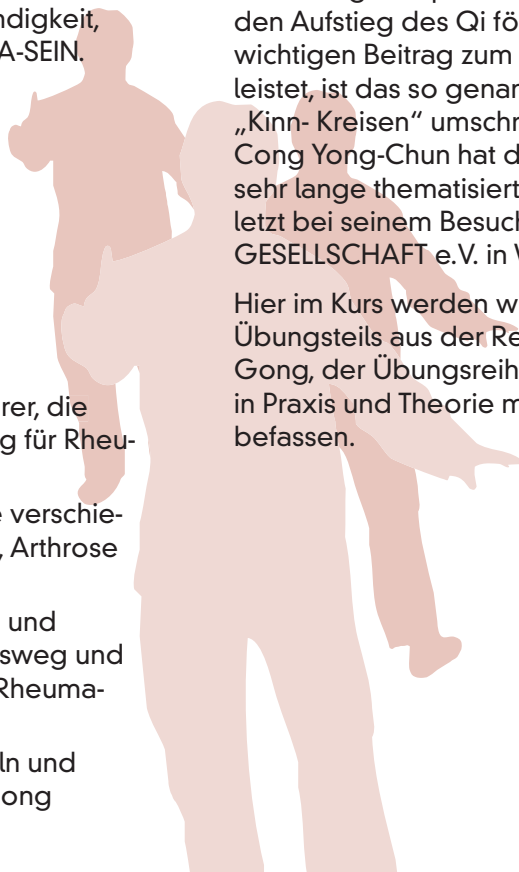 ndigkeit,
A-SEIN.
rer, die
g für Rheu-
e verschie-
, Arthrose
und
sweg und
Rheuma-
ln und
ong
den Aufstieg des Qi fö
wichtigen Beitrag zum
leistet, ist das so genan
„Kinn- Kreisen“ umschr
Cong Yong-Chun hat d
sehr lange thematisiert
letzt bei seinem Besuch
GESELLSCHAFT e.V. in W
Hier im Kurs werden w
Übungsteils aus der Re
Gong, der Übungsreih
in Praxis und Theorie m
befassen.